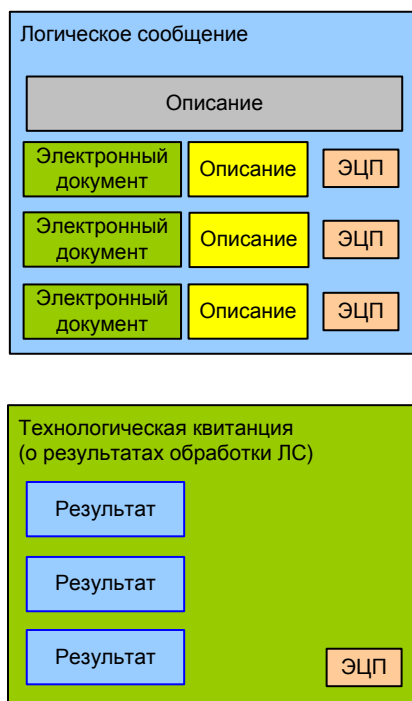 Логическое сообщение
Описание
Электронный
документ
Описание
ЭЦП
Электронный
документ
Описание
ЭЦП
Электронный
документ
Описание
ЭЦП
Технологическая квитанция
(о результатах обработки ЛС)
Результат
Результат
Результат
ЭЦП